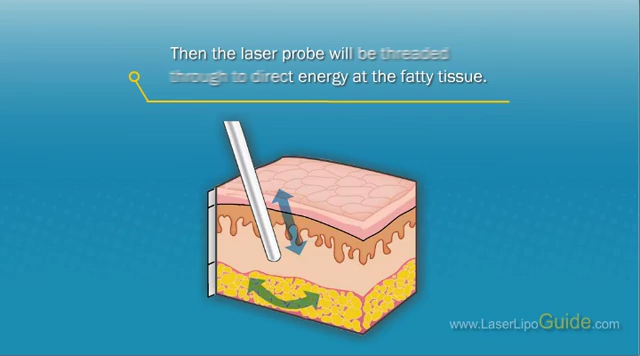 Then the laser probe will be threaded
through to direct energy at the fatty tissue.
www.LaserLipoGuide.com